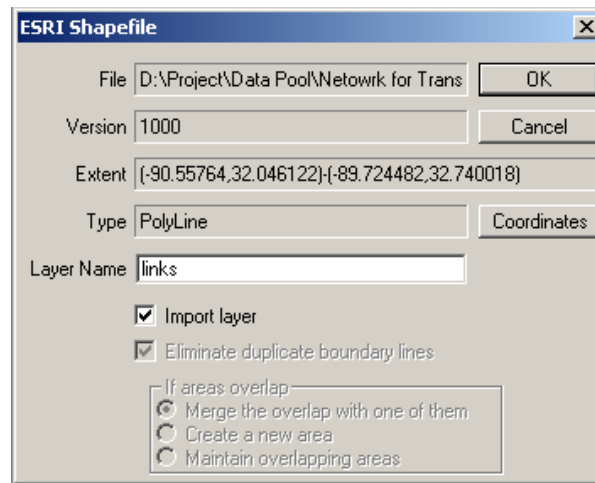 ESRI Shapefile
File D:\Project\Data Pool\Netowrk for Trans OK
Version 1000 Cancel
Extent (-90.55764,32.046122)-(-89.724482,32.740018)
Type PolyLine Coordinates
Layer Name links
Import layer
Eliminate duplicate boundary lines
If areas overlap
Merge the overlap with one of them
Create a new area
Maintain overlapping areas